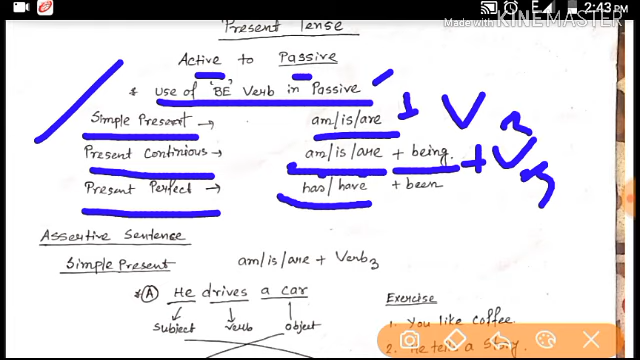 2:43PM
Made with KINEMASTER
Present Tense
Active to Passive
* Use of 'BE' Verb in Passive
Simple Present → am/is/are + V3
Present Continious → am/is/are + being + V3
Present Perfect → has/have + been
Assertive Sentence
Simple Present am/is/are + Verb3
* A He drives a car
Subject verb object
Exercise
1. You like coffee.
2. He tells a story.